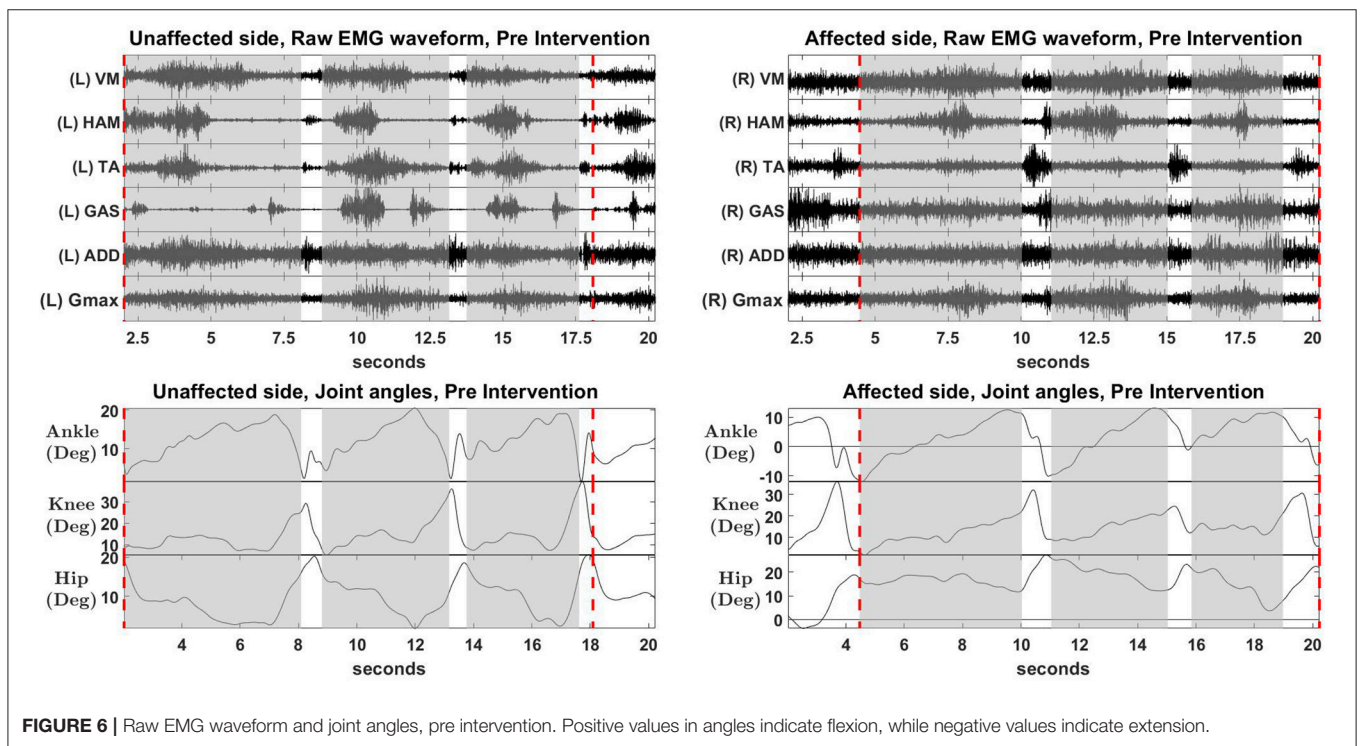 Unaffected side, Raw EMG waveform, Pre Intervention
(L) VM
(L) HAM
(L) TA
(L) GAS
(L) ADD
(L) Gmax
2.5 5 7.5 10 12.5 15 17.5 20
seconds
Affected side, Raw EMG waveform, Pre Intervention
(R) VM
(R) HAM
(R) TA
(R) GAS
(R) ADD
(R) Gmax
2.5 5 7.5 10 12.5 15 17.5 20
seconds
Unaffected side, Joint angles, Pre Intervention
Ankle
(Deg)
20
10
Knee
(Deg)
30
20
10
Hip
(Deg)
20
10
4 6 8 10 12 14 16 18 20
seconds
Affected side, Joint angles, Pre Intervention
Ankle
(Deg)
10
0
-10
Knee
(Deg)
30
20
10
Hip
(Deg)
20
0
4 6 8 10 12 14 16 18 20
seconds
FIGURE 6 | Raw EMG waveform and joint angles, pre intervention. Positive values in angles indicate flexion, while negative values indicate extension.